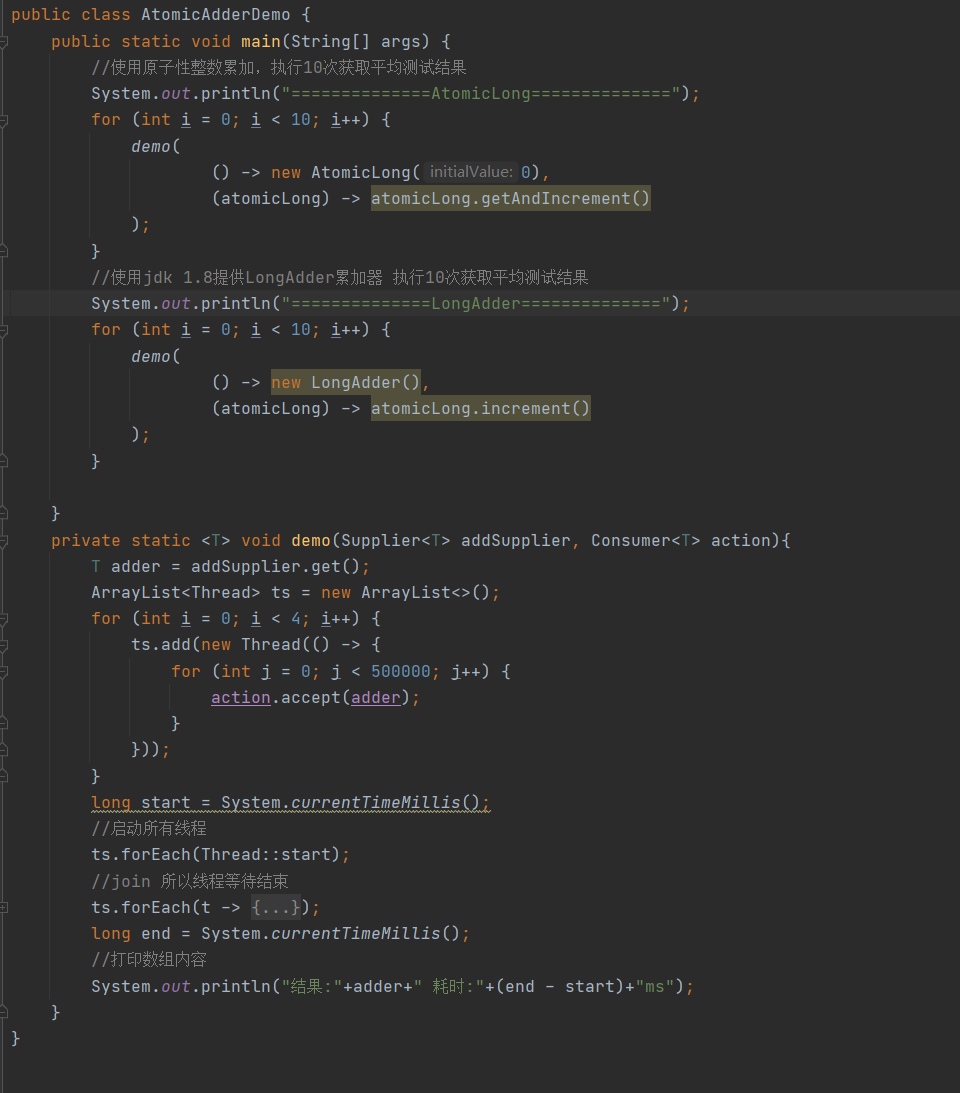 public class AtomicAdderDemo {
    public static void main(String[] args) {
        //使用原子性整数累加，执行10次获取平均测试结果
        System.out.println("==============AtomicLong==============");
        for (int i = 0; i < 10; i++) {
            demo(
                    () -> new AtomicLong( initialValue: 0),
                    (atomicLong) -> atomicLong.getAndIncrement()
            );
        }
        //使用jdk 1.8提供LongAdder累加器 执行10次获取平均测试结果
        System.out.println("==============LongAdder==============");
        for (int i = 0; i < 10; i++) {
            demo(
                    () -> new LongAdder(),
                    (atomicLong) -> atomicLong.increment()
            );
        }

    }
    private static <T> void demo(Supplier<T> addSupplier, Consumer<T> action){
        T adder = addSupplier.get();
        ArrayList<Thread> ts = new ArrayList<>();
        for (int i = 0; i < 4; i++) {
            ts.add(new Thread(() -> {
                for (int j = 0; j < 500000; j++) {
                    action.accept(adder);
                }
            }));
        }
        long start = System.currentTimeMillis();
        //启动所有线程
        ts.forEach(Thread::start);
        //join 所以线程等待结束
        ts.forEach(t -> {...});
        long end = System.currentTimeMillis();
        //打印数组内容
        System.out.println("结果:"+adder+" 耗时:"+(end - start)+"ms");
    }
}